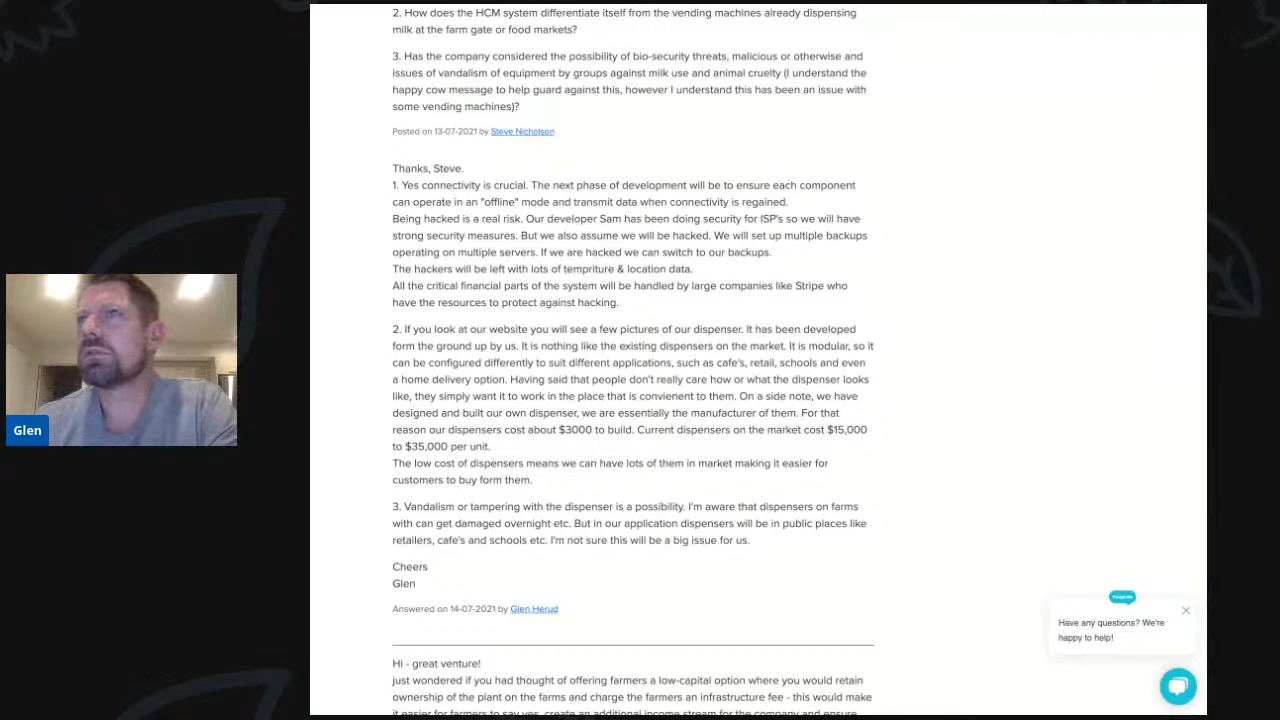 2. How does the HCM system differentiate itself from the vending machines already dispensing
milk at the farm gate or food markets?
3. Has the company considered the possibility of bio-security threats, malicious or otherwise and
issues of vandalism of equipment by groups against milk use and animal cruelty (I understand the
happy cow message to help guard against this, however I understand this has been an issue with
some vending machines)?
Posted on 13-07-2021 by Steve Nicholson
Thanks, Steve.
1. Yes connectivity is crucial. The next phase of development will be to ensure each component
can operate in an "offline" mode and transmit data when connectivity is regained.
Being hacked is a real risk. Our developer Sam has been doing security for ISP's so we will have
strong security measures. But we also assume we will be hacked. We will set up multiple backups
operating on multiple servers. If we are hacked we can switch to our backups.
The hackers will be left with lots of tempriture & location data.
All the critical financial parts of the system will be handled by large companies like Stripe who
have the resources to protect against hacking.
2. If you look at our website you will see a few pictures of our dispenser. It has been developed
form the ground up by us. It is nothing like the existing dispensers on the market. It is modular, so it
can be configured differently to suit different applications, such as cafe's, retail, schools and even
a home delivery option. Having said that people don't really care how or what the dispenser looks
like, they simply want it to work in the place that is convienent to them. On a side note, we have
designed and built our own dispenser, we are essentially the manufacturer of them. For that
reason our dispensers cost about $3000 to build. Current dispensers on the market cost $15,000
to $35,000 per unit.
The low cost of dispensers means we can have lots of them in market making it easier for
customers to buy form them.
3. Vandalism or tampering with the dispenser is a possibility. I'm aware that dispensers on farms
with can get damaged overnight etc. But in our application dispensers will be in public places like
retailers, cafe's and schools etc. I'm not sure this will be a big issue for us.
Cheers
Glen
Answered on 14-07-2021 by Glen Herud
Hi - great venture!
just wondered if you had thought of offering farmers a low-capital option where you would retain
ownership of the plant on the farms and charge the farmers an infrastructure fee - this would make
it easier for farmers to say yes, create an additional income stream for the company and ensure
Have any questions? We're
happy to help!
Glen